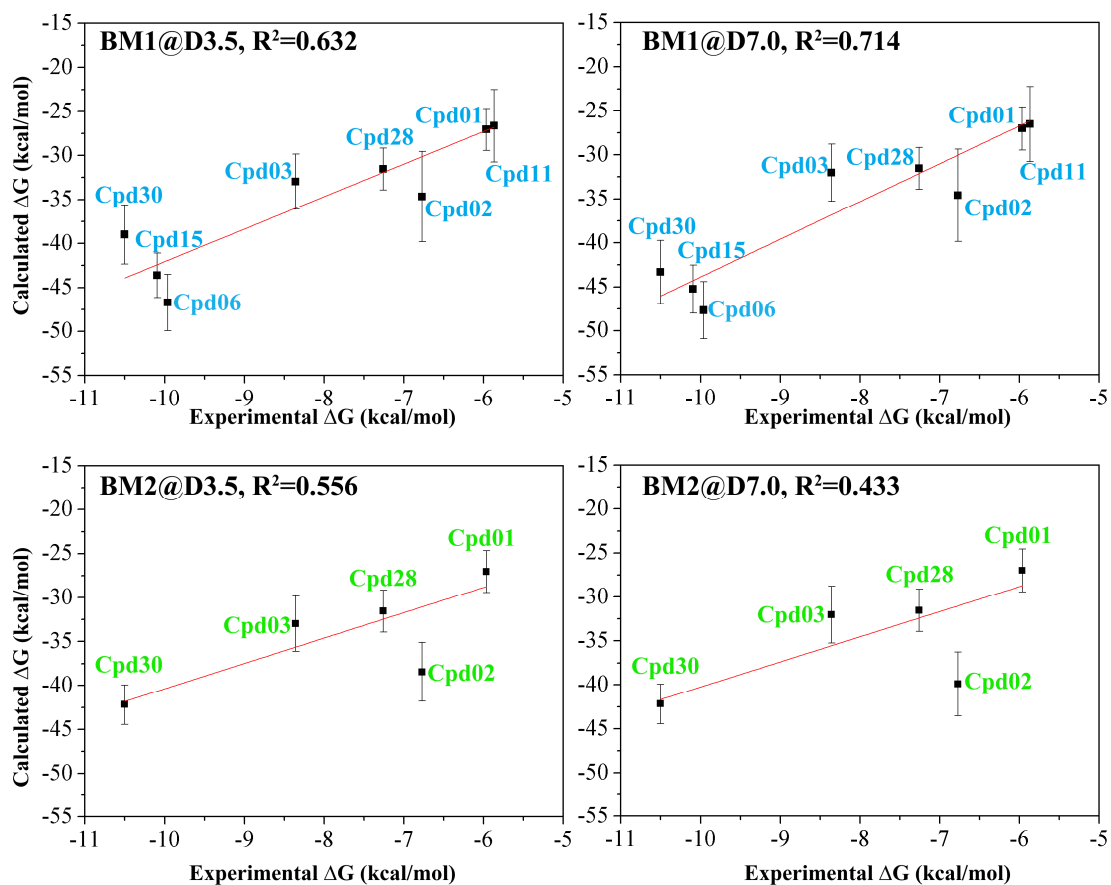 BM1@D3.5, R²=0.632
-15
-20
-25
-30
-35
-40
-45
-50
-55
Calculated ΔG (kcal/mol)
Cpd01
Cpd28
Cpd03
Cpd11
Cpd30
Cpd02
Cpd15
Cpd06
-11 -10 -9 -8 -7 -6 -5
Experimental ΔG (kcal/mol)
BM1@D7.0, R²=0.714
-15
-20
-25
-30
-35
-40
-45
-50
-55
Cpd01
Cpd03
Cpd28
Cpd11
Cpd02
Cpd30
Cpd15
Cpd06
-11 -10 -9 -8 -7 -6 -5
Experimental ΔG (kcal/mol)
BM2@D3.5, R²=0.556
-15
-20
-25
-30
-35
-40
-45
-50
-55
Calculated ΔG (kcal/mol)
Cpd01
Cpd28
Cpd03
Cpd02
Cpd30
-11 -10 -9 -8 -7 -6 -5
Experimental ΔG (kcal/mol)
BM2@D7.0, R²=0.433
-15
-20
-25
-30
-35
-40
-45
-50
-55
Cpd01
Cpd28
Cpd03
Cpd30
Cpd02
-11 -10 -9 -8 -7 -6 -5
Experimental ΔG (kcal/mol)